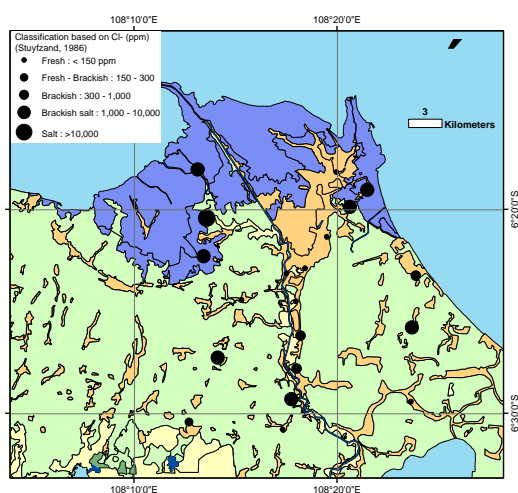 108°10'0"E
108°20'0"E
Classification based on Cl- (ppm)
(Stuyfzand, 1986)
Fresh : < 150 ppm
Fresh - Brackish : 150 - 300
Brackish : 300 - 1,000
Brackish salt : 1,000 - 10,000
Salt : >10,000
3
Kilometers
6°20'0"S
6°30'0"S
108°10'0"E
108°20'0"E